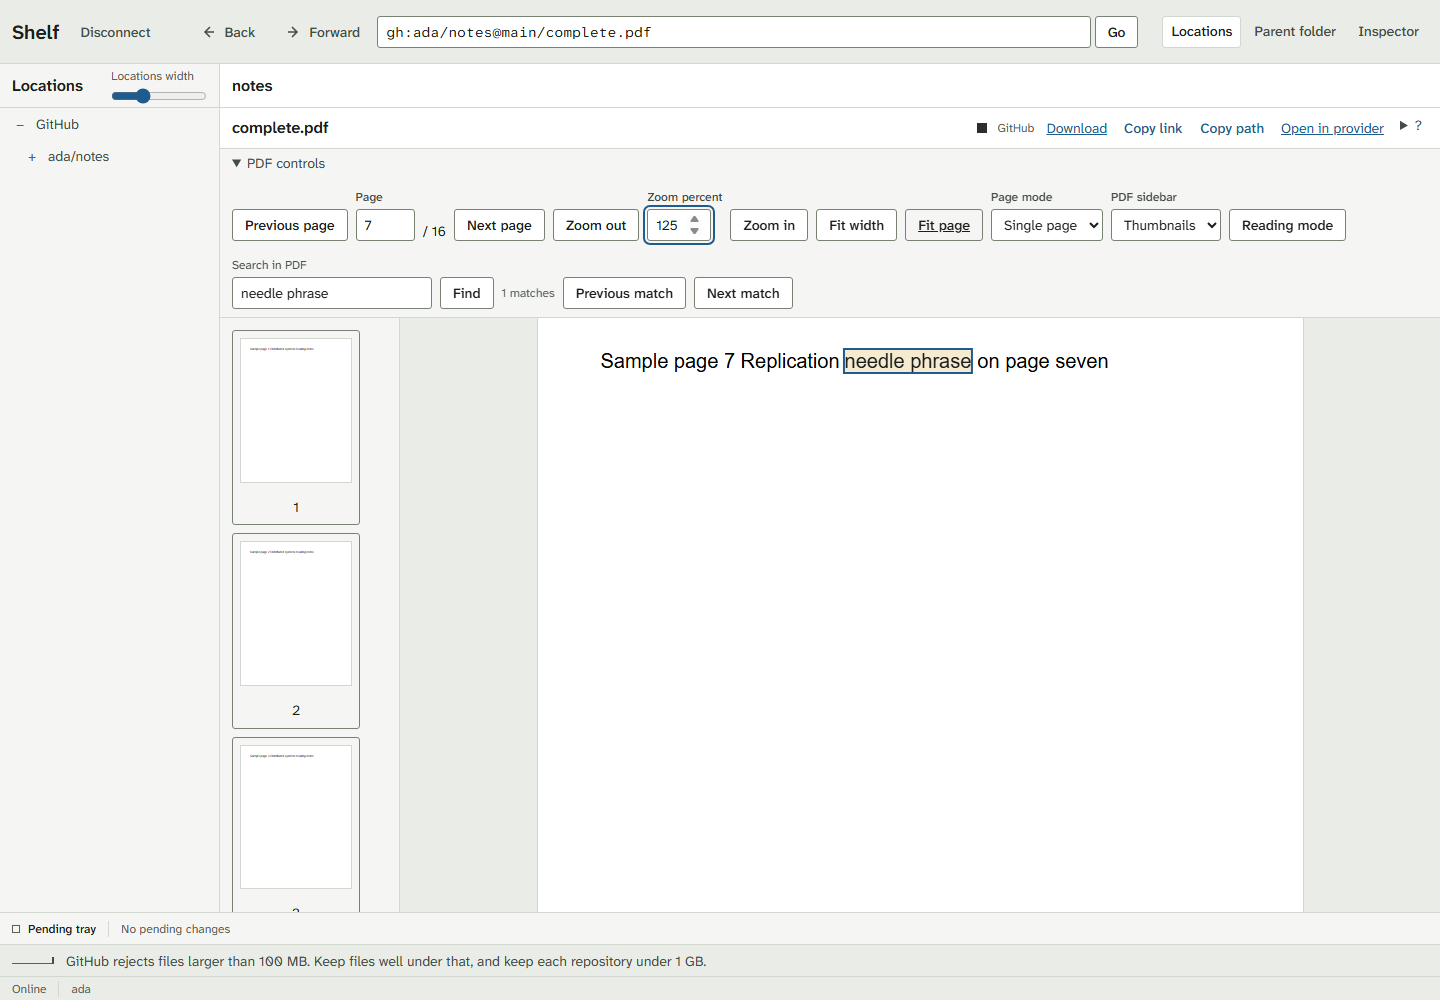 Shelf Disconnect Back Forward gh:ada/notes@main/complete.pdf Go Locations Parent folder Inspector
Locations Locations width
notes
− GitHub
+ ada/notes
complete.pdf GitHub Download Copy link Copy path Open in provider ?
PDF controls
Page Zoom percent Page mode PDF sidebar
Previous page 7 / 16 Next page Zoom out 125 Zoom in Fit width Fit page Single page Thumbnails Reading mode
Search in PDF
needle phrase Find 1 matches Previous match Next match
Sample page 7 Replication needle phrase on page seven
1
2
Pending tray No pending changes
GitHub rejects files larger than 100 MB. Keep files well under that, and keep each repository under 1 GB.
Online ada